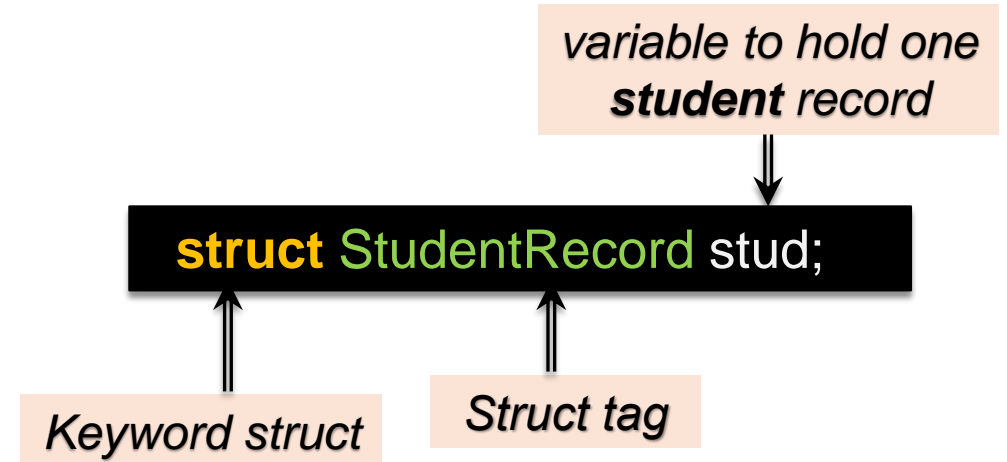 variable to hold one
student record
struct StudentRecord stud;
Keyword struct
Struct tag